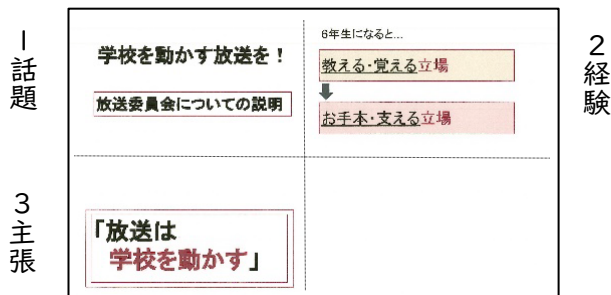 1話題
学校を動かす放送を！
放送委員会についての説明
6年生になると...
教える・覚える立場
お手本・支える立場
2経験
3主張
「放送は
学校を動かす」